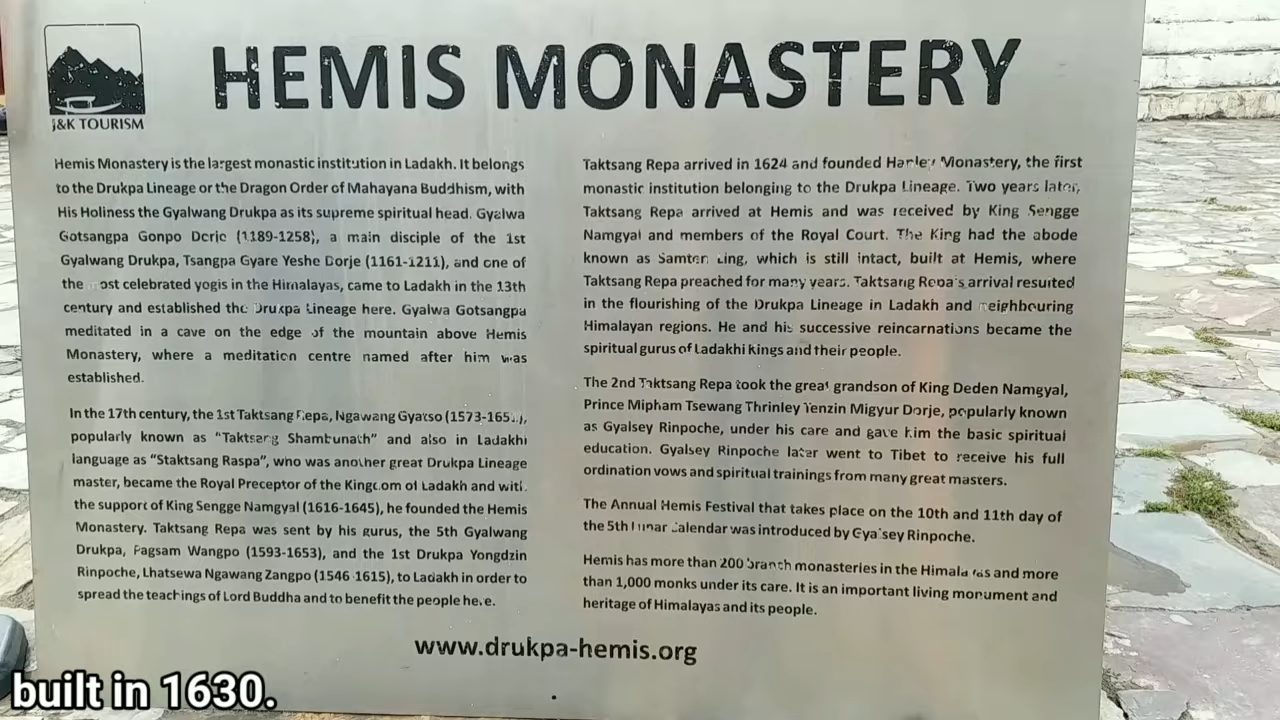 HEMIS MONASTERY
J&K TOURISM
Hemis Monastery is the largest monastic institution in Ladakh. It belongs
to the Drukpa Lineage or the Dragon Order of Mahayana Buddhism, with
His Holiness the Gyalwang Drukpa as its supreme spiritual head. Gyalwa
Gotsangpa Gonpo Dorje (1189-1258), a main disciple of the 1st
Gyalwang Drukpa, Tsangpa Gyare Yeshe Dorje (1161-1211), and one of
the most celebrated yogis in the Himalayas, came to Ladakh in the 13th
century and established the Drukpa Lineage here. Gyalwa Gotsangpa
meditated in a cave on the edge of the mountain above Hemis
Monastery, where a meditation centre named after him was
established.
In the 17th century, the 1st Taktsang Repa, Ngawang Gyatso
popularly known as "Taktsang Shambunath" and also in Ladakhi
language as "Staktsang Raspa", who was another great Drukpa Lineage
master, became the Royal Preceptor of the Kingdom of Ladakh and with
the support of King Sengge Namgyal (1616-1645), he founded the Hemis
Monastery. Taktsang Repa was sent by his gurus, the 5th Gyalwang
Drukpa, Pagsam Wangpo (1593-1653), and the 1st Drukpa Yongdzin
Rinpoche, Lhatsewa Ngawang Zangpo (1546-1615), to Ladakh in order to
spread the teachings of Lord Buddha and to benefit the people here.
Taktsang Repa arrived in 1624 and founded Hanley Monastery, the first
monastic institution belonging to the Drukpa Lineage. Two years later,
Taktsang Repa arrived at Hemis and was received by King Sengge
Namgyal and members of the Royal Court. The King had the abode
known as Samten Ling, which is still intact, built at Hemis, where
Taktsang Repa preached for many years. Taktsang Repa's arrival resulted
in the flourishing of the Drukpa Lineage in Ladakh and neighbouring
Himalayan regions. He and his successive reincarnations became the
spiritual gurus of Ladakhi kings and their people.
The 2nd Taktsang Repa took the great grandson of King Deden Namgyal,
Prince Mipham Tsewang Thrinley Tenzin Migyur Dorje, popularly known
as Gyalsey Rinpoche, under his care and gave him the basic spiritual
education. Gyalsey Rinpoche later went to Tibet to receive his full
ordination vows and spiritual trainings from many great masters.
The Annual Hemis Festival that takes place on the 10th and 11th day of
the 5th Lunar Calendar was introduced by Gyalsey Rinpoche.
Hemis has more than 200 branch monasteries in the Himalayas and more
than 1,000 monks under its care. It is an important living monument and
heritage of Himalayas and its people.
www.drukpa-hemis.org
built in 1630.